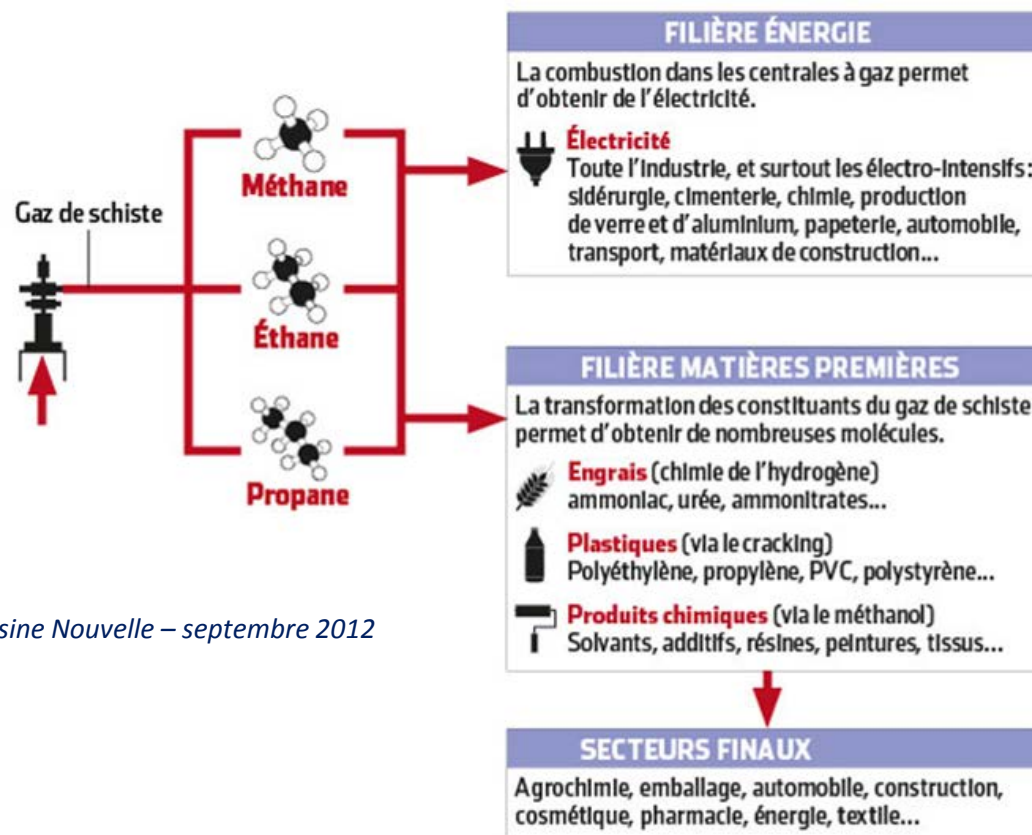 Gaz de schiste
Méthane
Éthane
Propane
FILIÈRE ÉNERGIE
La combustion dans les centrales à gaz permet
d'obtenir de l'électricité.
Électricité
Toute l'industrie, et surtout les électro-intensifs :
sidérurgie, cimenterie, chimie, production
de verre et d'aluminium, papeterie, automobile,
transport, matériaux de construction...
FILIÈRE MATIÈRES PREMIÈRES
La transformation des constituants du gaz de schiste
permet d'obtenir de nombreuses molécules.
Engrais (chimie de l'hydrogène)
ammoniac, urée, ammonitrates...
Plastiques (via le cracking)
Polyéthylène, propylène, PVC, polystyrène...
Produits chimiques (via le méthanol)
Solvants, additifs, résines, peintures, tissus...
sine Nouvelle – septembre 2012
SECTEURS FINAUX
Agrochimie, emballage, automobile, construction,
cosmétique, pharmacie, énergie, textile...